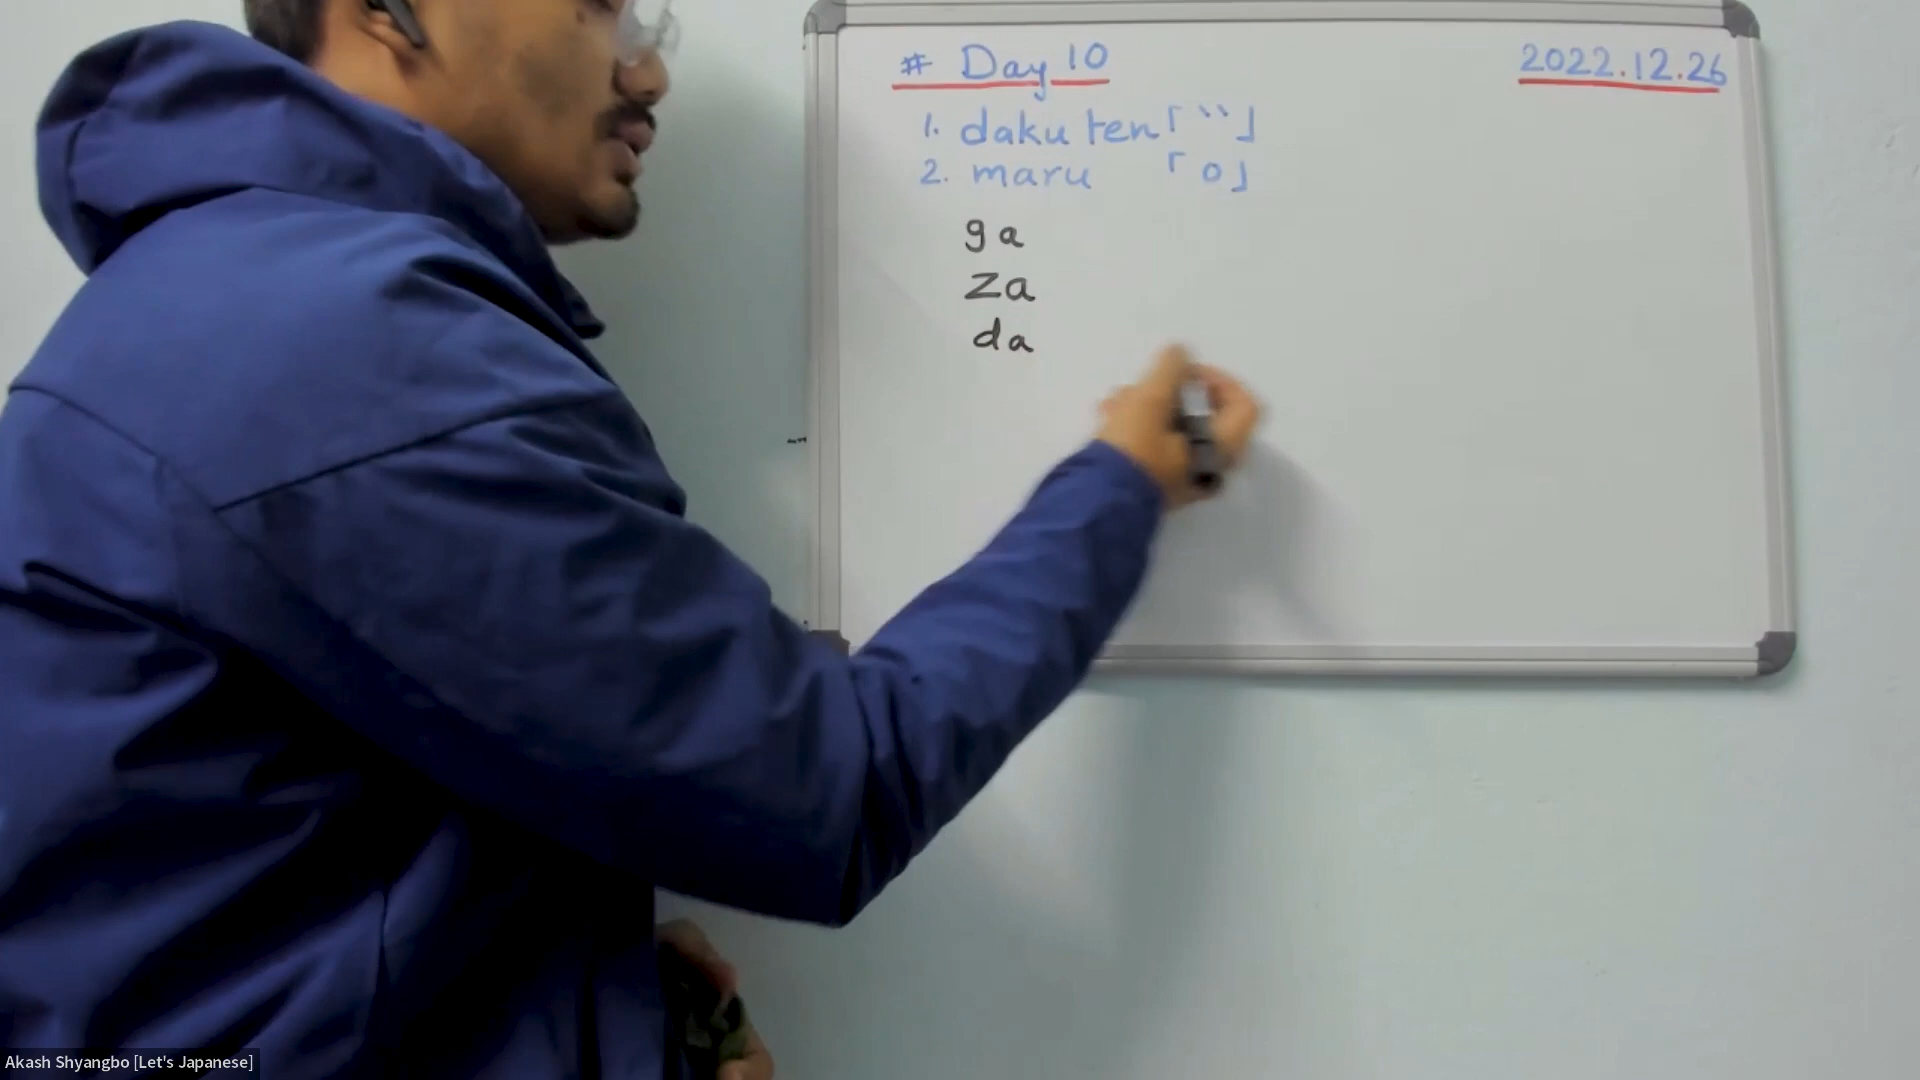 # Day 10
2022.12.26
1. dakuten「``」
2. maru 「o」
ga
za
da
Akash Shyangbo [Let's Japanese]